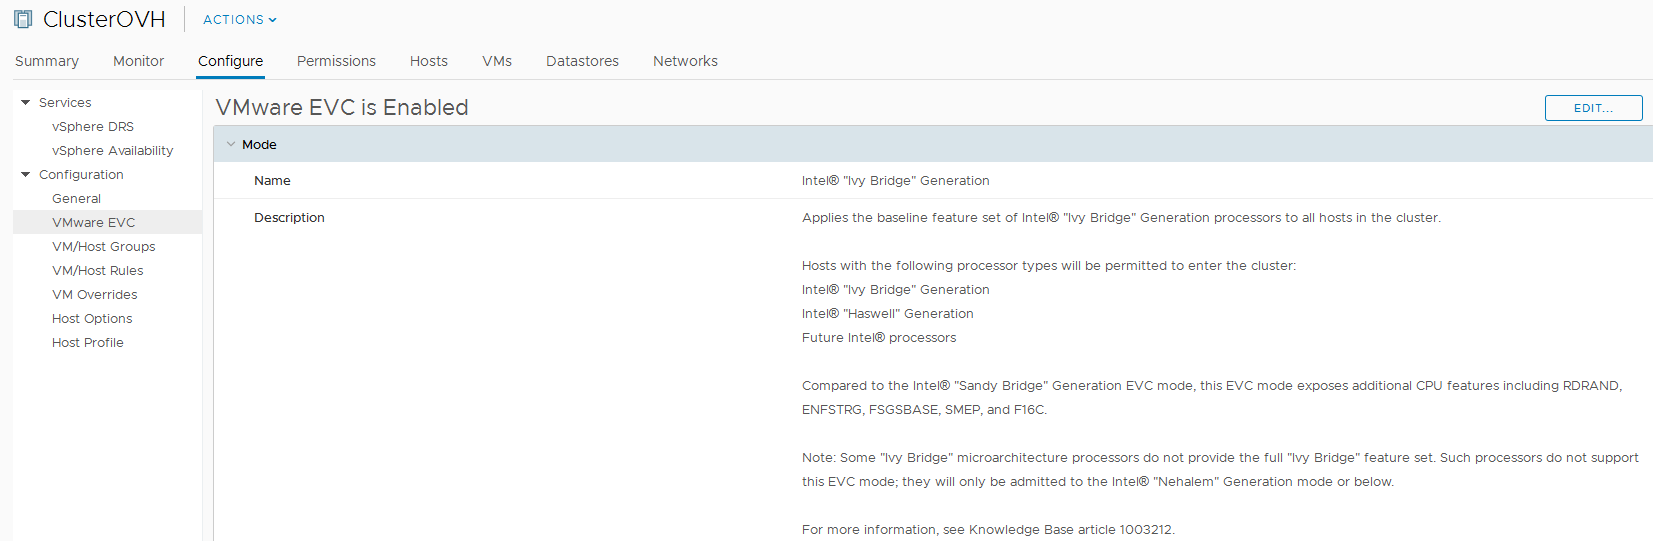 ClusterOVH
ACTIONS
Summary Monitor Configure Permissions Hosts VMs Datastores Networks
Services
vSphere DRS
vSphere Availability
Configuration
General
VMware EVC
VM/Host Groups
VM/Host Rules
VM Overrides
Host Options
Host Profile
VMware EVC is Enabled
EDIT...
Mode
Name
Intel® "Ivy Bridge" Generation
Description
Applies the baseline feature set of Intel® "Ivy Bridge" Generation processors to all hosts in the cluster.
Hosts with the following processor types will be permitted to enter the cluster:
Intel® "Ivy Bridge" Generation
Intel® "Haswell" Generation
Future Intel® processors
Compared to the Intel® "Sandy Bridge" Generation EVC mode, this EVC mode exposes additional CPU features including RDRAND,
ENFSTRG, FSGSBASE, SMEP, and F16C.
Note: Some "Ivy Bridge" microarchitecture processors do not provide the full "Ivy Bridge" feature set. Such processors do not support
this EVC mode; they will only be admitted to the Intel® "Nehalem" Generation mode or below.
For more information, see Knowledge Base article 1003212.